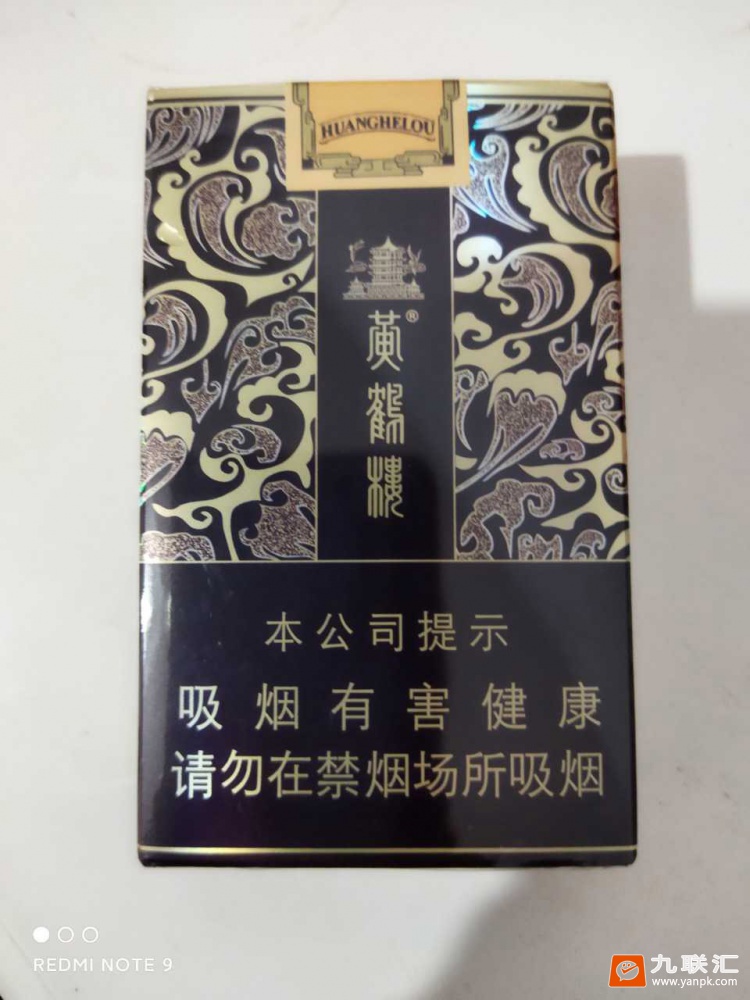 HUANGHELOU
黄鹤楼®
本公司提示
吸烟有害健康
请勿在禁烟场所吸烟
REDMI NOTE 9
九联汇
www.yanpk.com